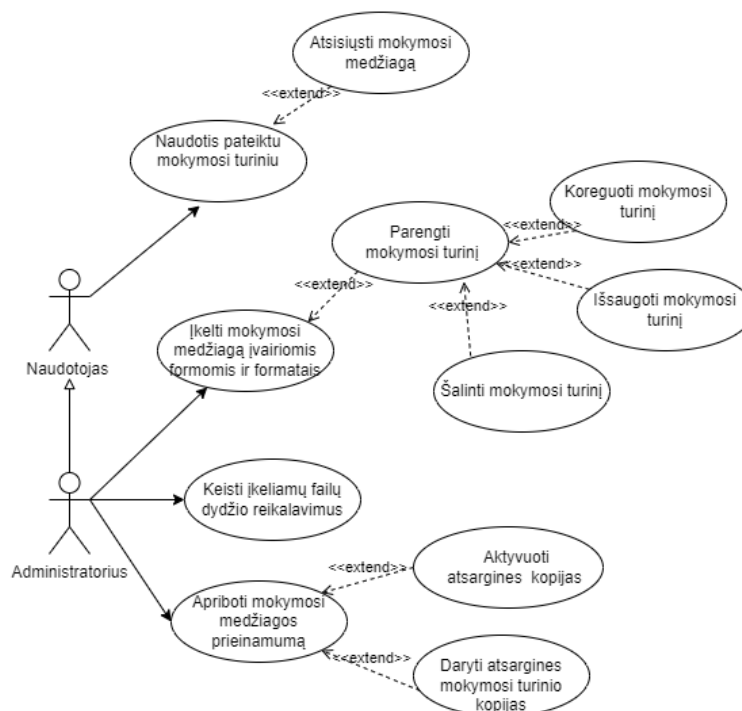 Atsisiųsti mokymosi
medžiagą
<<extend>>
Naudotis pateiktu
mokymosi turiniu
Koreguoti mokymosi
turinį
<<extend>>
Parengti
mokymosi turinį
<<extend>>
Išsaugoti mokymosi
turinį
<<extend>>
<<extend>>
Įkelti mokymosi
medžiagą įvairiomis
formomis ir formatais
Naudotojas
Šalinti mokymosi turinį
Keisti įkeliamų failų
dydžio reikalavimus
Administratorius
Aktyvuoti
atsargines kopijas
<<extend>>
Apriboti mokymosi
medžiagos
prieinamumą
<<extend>>
Daryti atsargines
mokymosi turinio
kopijas